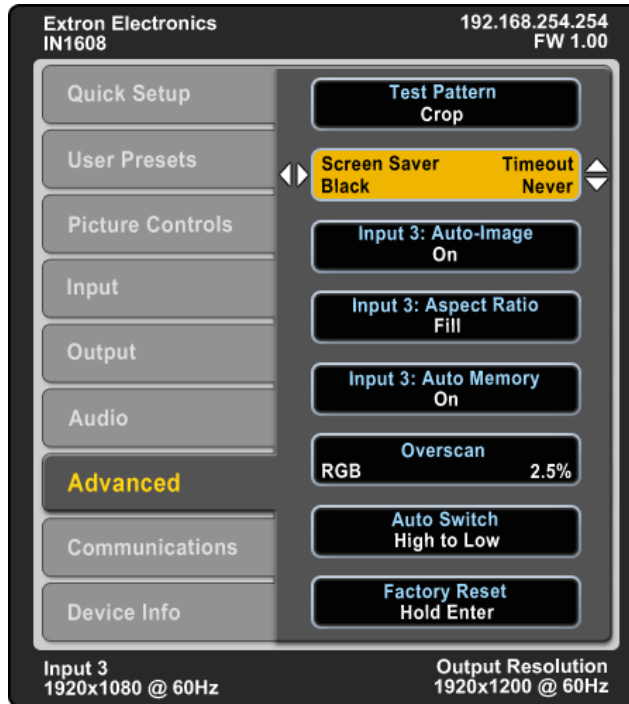 Extron Electronics
IN1608
192.168.254.254
FW 1.00
Quick Setup
User Presets
Picture Controls
Input
Output
Audio
Advanced
Communications
Device Info
Test Pattern
Crop
Screen Saver Timeout
Black Never
Input 3: Auto-Image
On
Input 3: Aspect Ratio
Fill
Input 3: Auto Memory
On
Overscan
RGB 2.5%
Auto Switch
High to Low
Factory Reset
Hold Enter
Input 3
1920x1080 @ 60Hz
Output Resolution
1920x1200 @ 60Hz